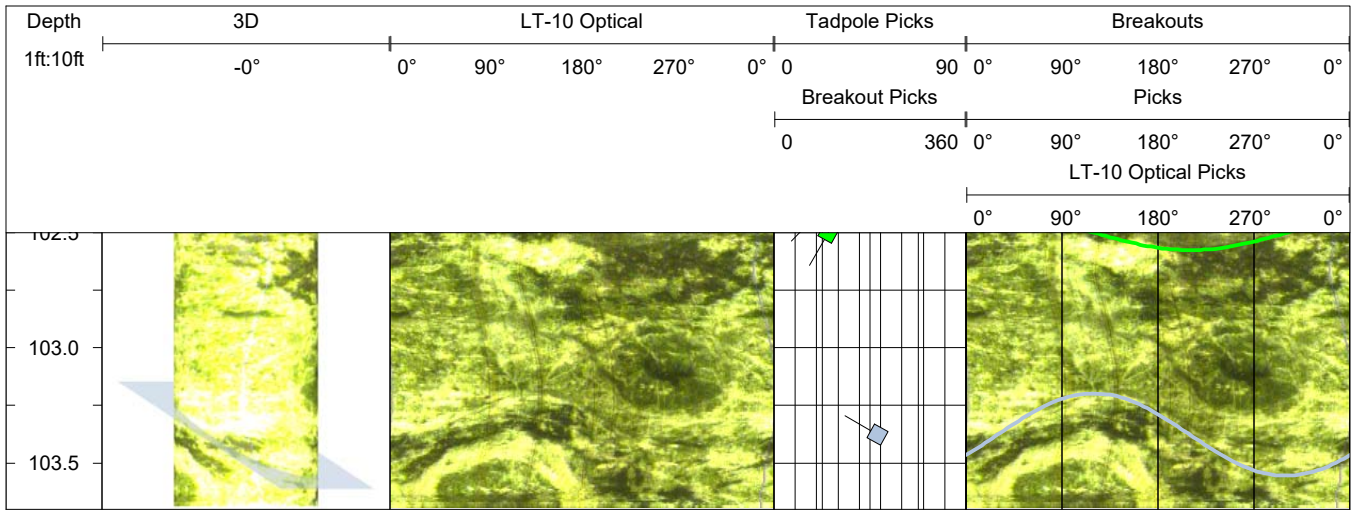 Depth 3D LT-10 Optical Tadpole Picks Breakouts
1ft:10ft -0° 0° 90° 180° 270° 0° 0 90 0° 90° 180° 270° 0°
Breakout Picks Picks
0 360 0° 90° 180° 270° 0°
LT-10 Optical Picks
0° 90° 180° 270° 0°
102.5
103.0
103.5